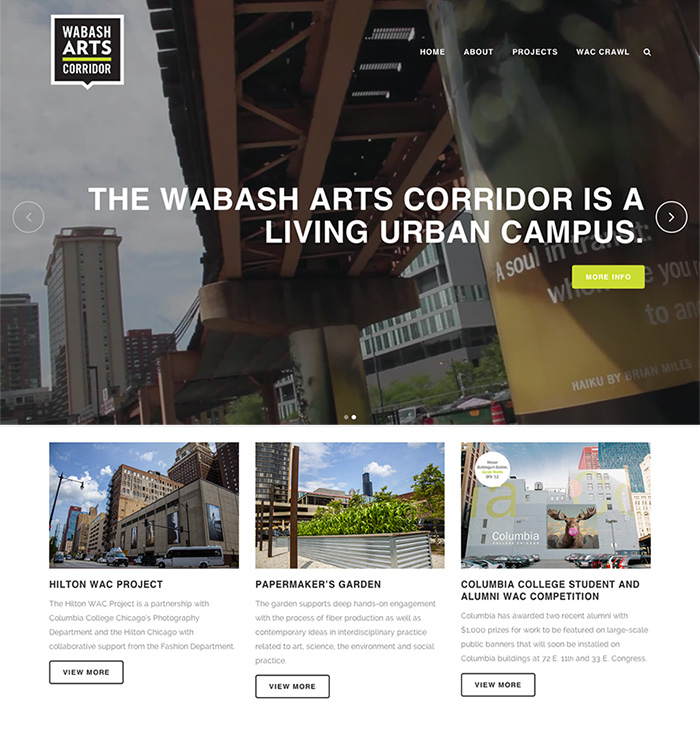 WABASH
ARTS
CORRIDOR
HOME ABOUT PROJECTS WAC CRAWL
THE WABASH ARTS CORRIDOR IS A
LIVING URBAN CAMPUS.
A soul in transit:
you
to
MORE INFO
HAIKU BY BRIAN MILES
a
Columbia
HILTON WAC PROJECT
The Hilton WAC Project is a partnership with
Columbia College Chicago's Photography
Department and the Hilton Chicago with
collaborative support from the Fashion Department.
VIEW MORE
PAPERMAKER'S GARDEN
The garden supports deep hands-on engagement
with the process of fiber production as well as
contemporary ideas in interdisciplinary practice
related to art, science, the environment and social
practice.
VIEW MORE
COLUMBIA COLLEGE STUDENT AND
ALUMNI WAC COMPETITION
Columbia has awarded two recent alumni with
$1,000 prizes for work to be featured on large-scale
public banners that will soon be installed on
Columbia buildings at 72 E. 11th and 33 E. Congress.
VIEW MORE